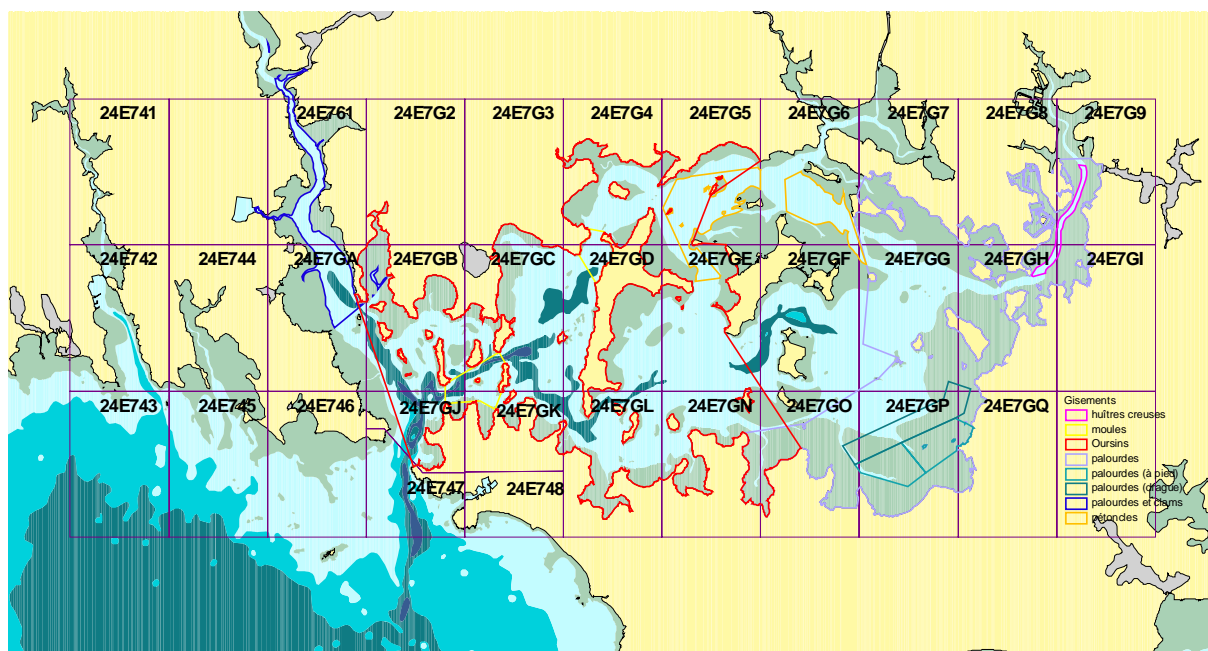 24E741
24E761
24E7G2
24E7G3
24E7G4
24E7G5
24E7G6
24E7G7
24E7G8
24E7G9
24E742
24E744
24E7GA
24E7GB
24E7GC
24E7GD
24E7GE
24E7GF
24E7GG
24E7GH
24E7GI
24E743
24E745
24E746
24E7GJ
24E7GK
24E7GL
24E7GN
24E7GO
24E7GP
24E7GQ
24E747
24E748
Gisements
huîtres creuses
moules
Oursins
palourdes
palourdes (à pied)
palourdes (drague)
palourdes et clams
pétondes